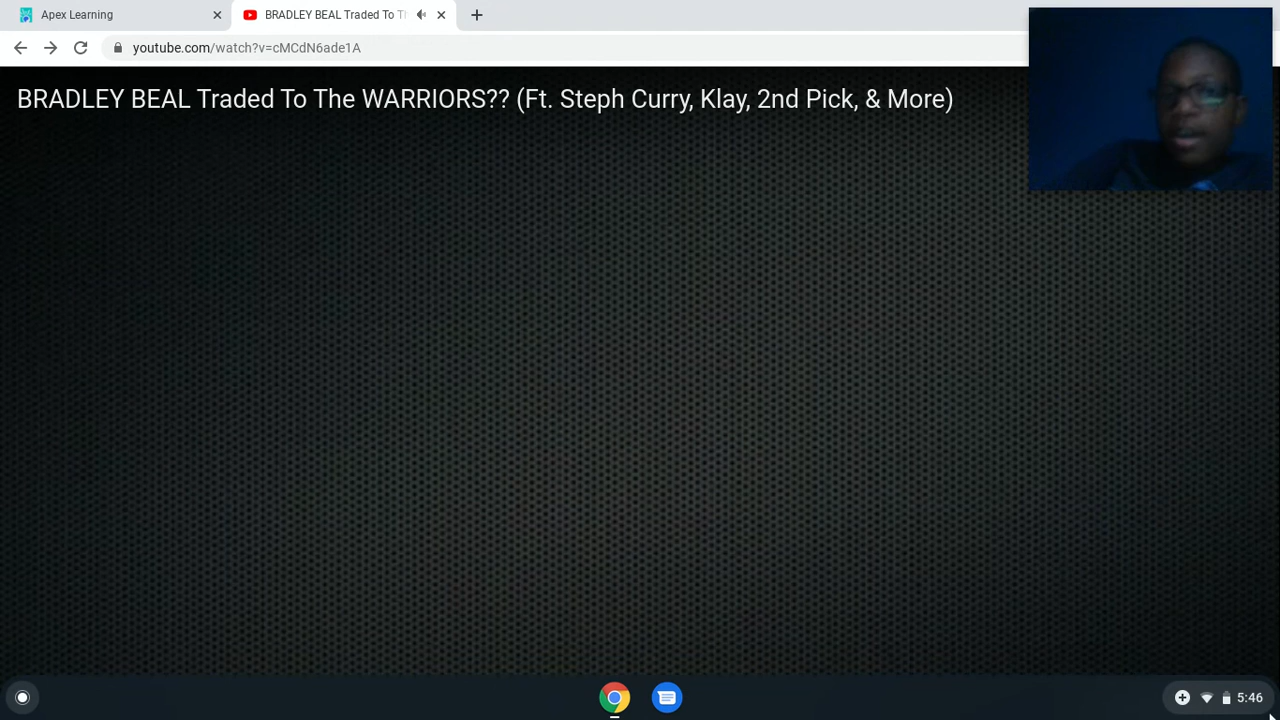 Apex Learning
BRADLEY BEAL Traded To Th
youtube.com/watch?v=cMCdN6ade1A
BRADLEY BEAL Traded To The WARRIORS?? (Ft. Steph Curry, Klay, 2nd Pick, & More)
5:46